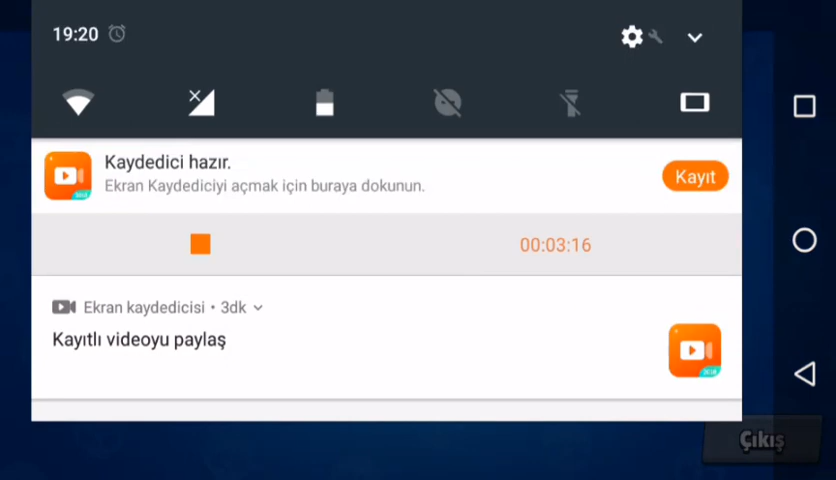 19:20
Kaydedici hazır.
Ekran Kaydediciyi açmak için buraya dokunun.
Kayıt
00:03:16
Ekran kaydedicisi • 3dk
Kayıtlı videoyu paylaş
Çıkış